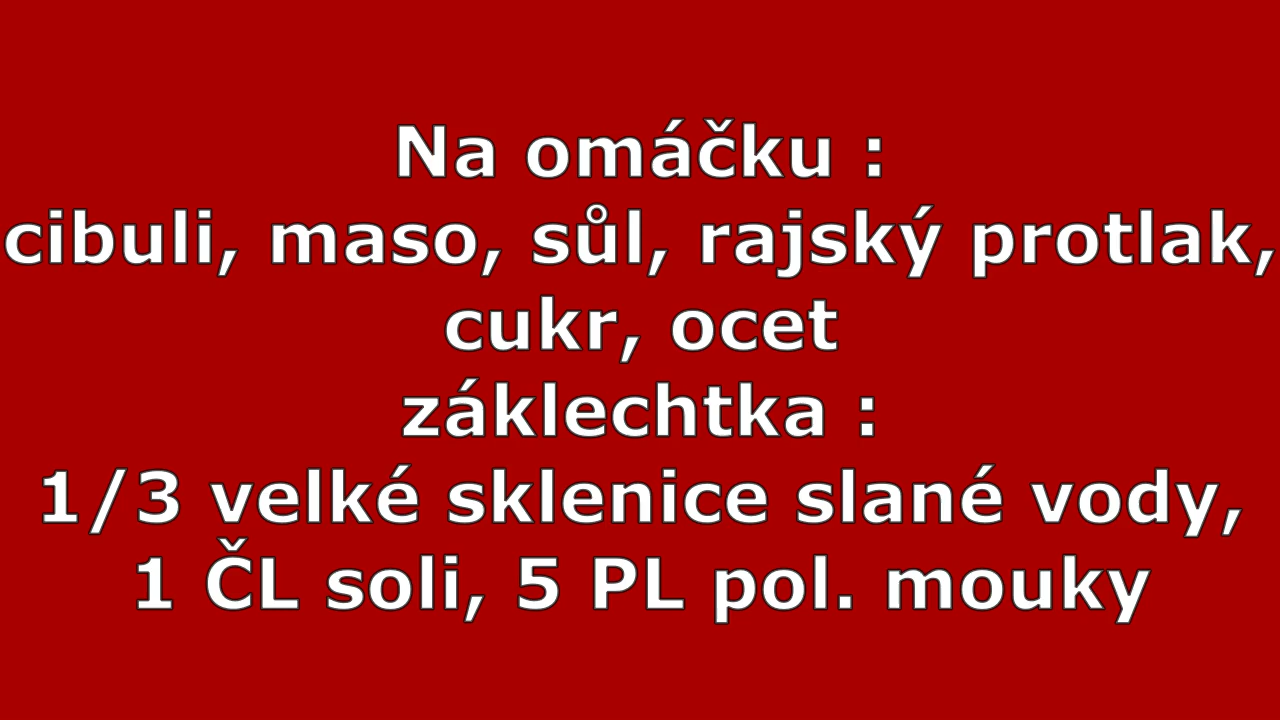 Na omáčku :
cibuli, maso, sůl, rajský protlak,
cukr, ocet
záklechtka :
1/3 velké sklenice slané vody,
1 ČL soli, 5 PL pol. mouky